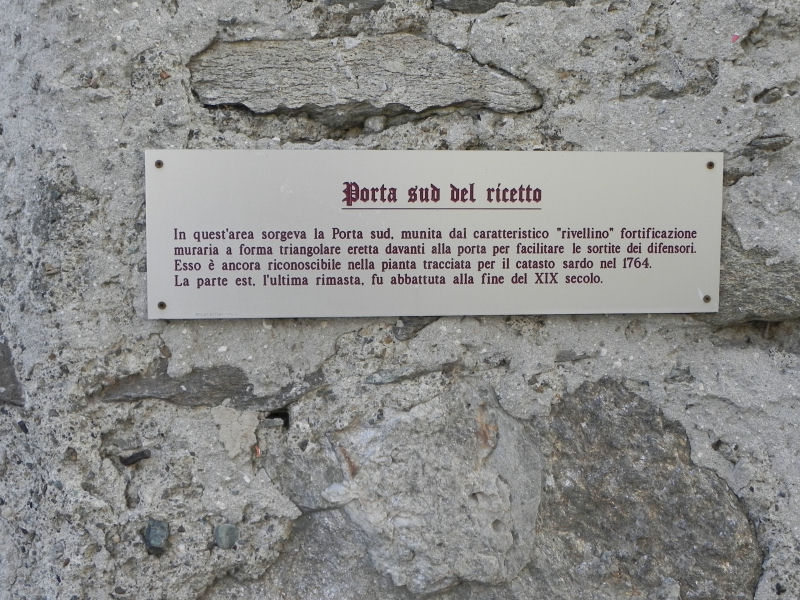 Porta sud del ricetto
In quest'area sorgeva la Porta sud, munita dal caratteristico "rivellino" fortificazione
muraria a forma triangolare eretta davanti alla porta per facilitare le sortite dei difensori.
Esso è ancora riconoscibile nella pianta tracciata per il catasto sardo nel 1764.
La parte est, l'ultima rimasta, fu abbattuta alla fine del XIX secolo.